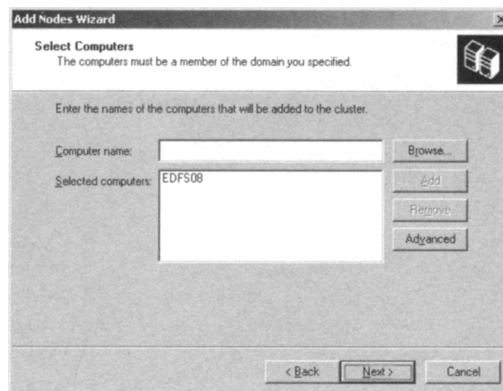 Add Nodes Wizard
Select Computers
The computers must be a member of the domain you specified.
Enter the names of the computers that will be added to the cluster.
Computer name:
Browse...
Selected computers:
EDFS08
Add
Remove
Advanced
< Back
Next >
Cancel